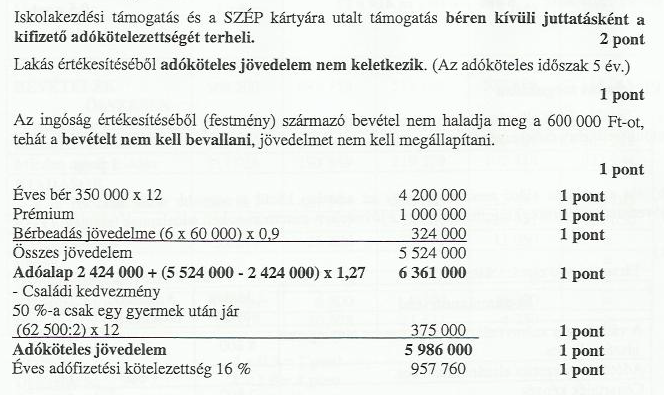 Iskolakezdési támogatás és a SZÉP kártyára utalt támogatás béren kívüli juttatásként a
kifizető adókötelezettségét terheli. 2 pont
Lakás értékesítéséből adóköteles jövedelem nem keletkezik. (Az adóköteles időszak 5 év.)
1 pont
Az ingóság értékesítéséből (festmény) származó bevétel nem haladja meg a 600 000 Ft-ot,
tehát a bevételt nem kell bevallani, jövedelmet nem kell megállapítani.
1 pont
Éves bér 350 000 x 12 4 200 000 1 pont
Prémium 1 000 000 1 pont
Bérbeadás jövedelme (6 x 60 000) x 0,9 324 000 1 pont
Összes jövedelem 5 524 000
Adóalap 2 424 000 + (5 524 000 - 2 424 000) x 1,27 6 361 000 1 pont
- Családi kedvezmény
50 %-a csak egy gyermek után jár
(62 500:2) x 12 375 000 1 pont
Adóköteles jövedelem 5 986 000 1 pont
Éves adófizetési kötelezettség 16 % 957 760 1 pont